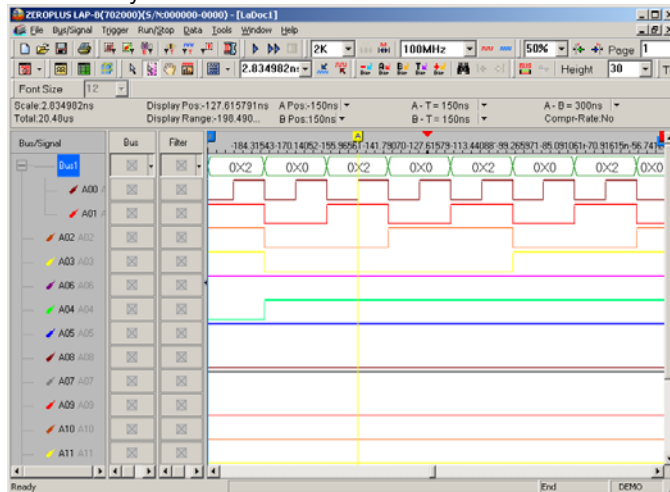 ZEROPLUS LAP-B(702000)(S/N:000000-0000) - [LaDoc1]
File Bus/Signal Trigger Run/Stop Data Tools Window Help
2K 100MHz 50% Page 1
2.834982ns Height 30 T
Font Size 12
Scale:2.834982ns Display Pos:-127.615791ns A Pos:-150ns A - T = 150ns A - B = 300ns
Total:20.48us Display Range:-198.490... B Pos:150ns B - T = 150ns Compr-Rate:No
Bus/Signal Bus Filter
Bus1 0X2 0X0 0X2 0X0 0X2 0X0 0X2 0X0
A00
A01
A02 A02
A03 A03
A06 A06
A04 A04
A05 A05
A08 A08
A07 A07
A09 A09
A10 A10
A11 A11
Ready End DEMO